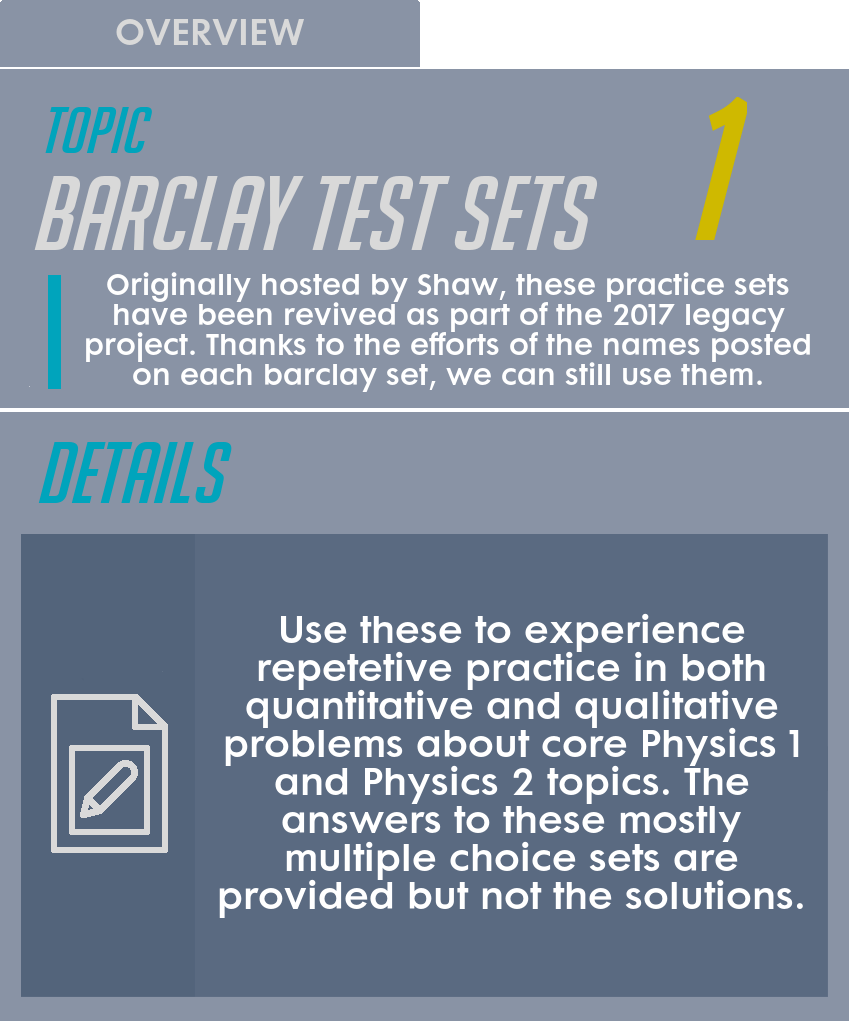 OVERVIEW
TOPIC
1
BARCLAY TEST SETS
Originally hosted by Shaw, these practice sets
have been revived as part of the 2017 legacy
project. Thanks to the efforts of the names posted
on each barclay set, we can still use them.
DETAILS
Use these to experience
repetetive practice in both
quantitative and qualitative
problems about core Physics 1
and Physics 2 topics. The
answers to these mostly
multiple choice sets are
provided but not the solutions.